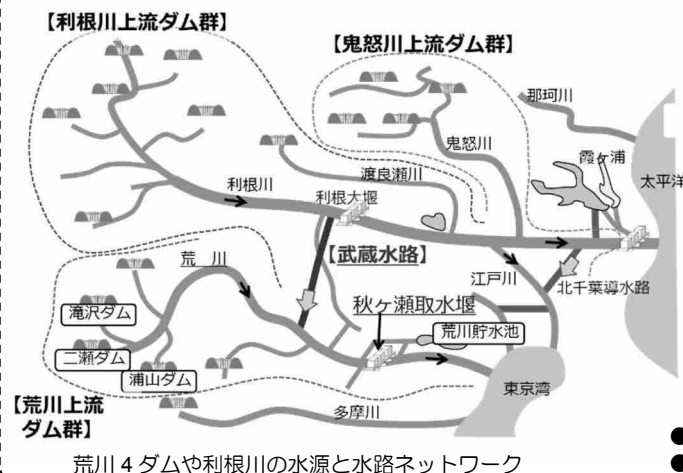 【利根川上流ダム群】
【鬼怒川上流ダム群】
那珂川
鬼怒川
霞ヶ浦
太平洋
渡良瀬川
利根川
利根大堰
【武蔵水路】
荒川
江戸川
北千葉導水路
秋ヶ瀬取水堰
滝沢ダム
荒川貯水池
二瀬ダム
浦山ダム
東京湾
【荒川上流
ダム群】
多摩川
荒川4ダムや利根川の水源と水路ネットワーク